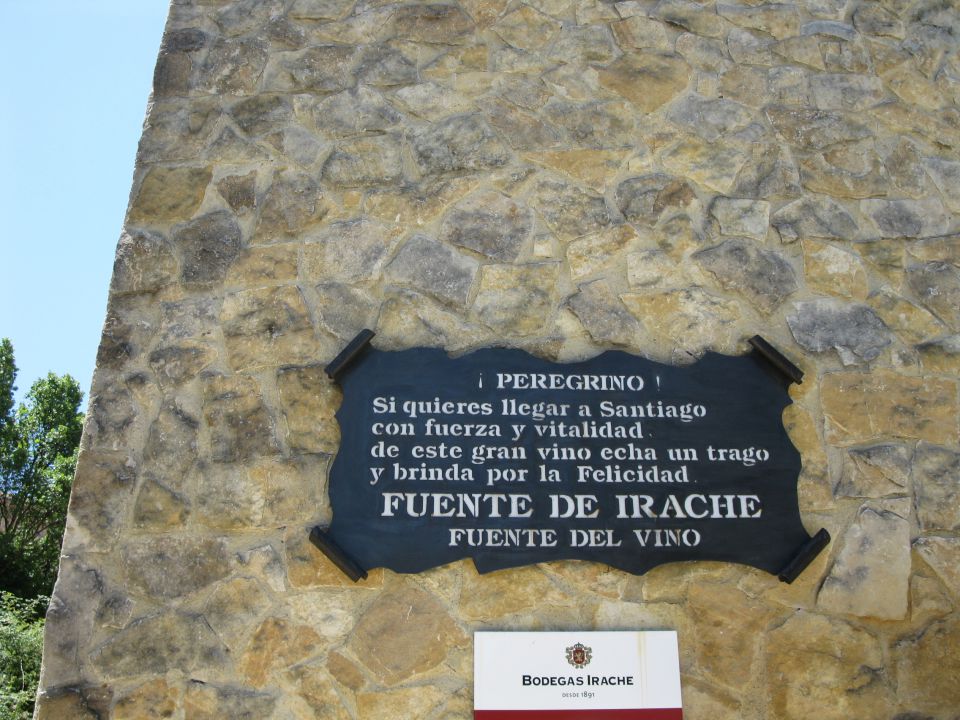 ¡ PEREGRINO !
Si quieres llegar a Santiago
con fuerza y vitalidad
de este gran vino echa un trago
y brinda por la Felicidad.
FUENTE DE IRACHE
FUENTE DEL VINO
BODEGAS IRACHE
DESDE 1891